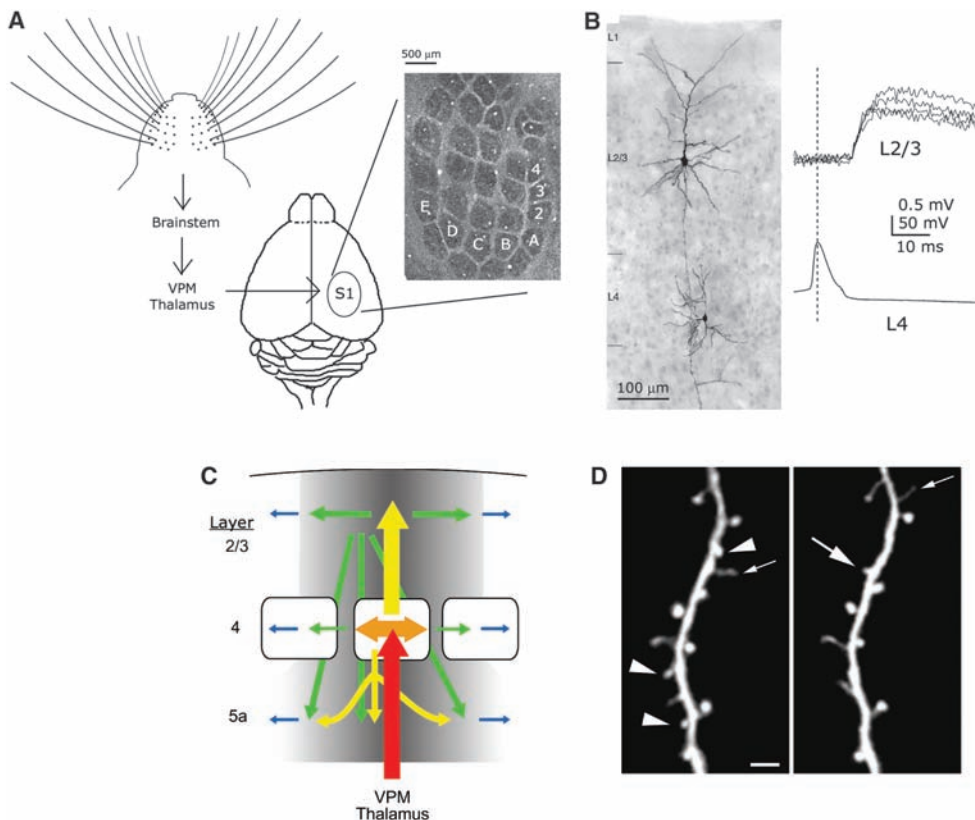 A
500 μm
Brainstem
VPM
Thalamus
S1
4
3
2
E
D
C
B
A
B
L1
L2/3
L4
100 μm
L2/3
0.5 mV
50 mV
10 ms
L4
C
Layer
2/3
4
5a
VPM
Thalamus
D